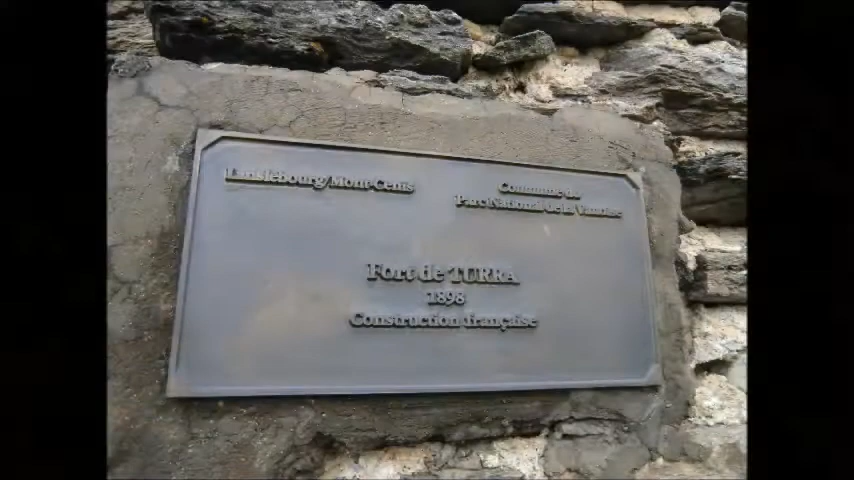 Lanslebourg/Mont-Cenis
Commune du
Parc National de la Vanoise
Fort de TURRA
1898
Construction française